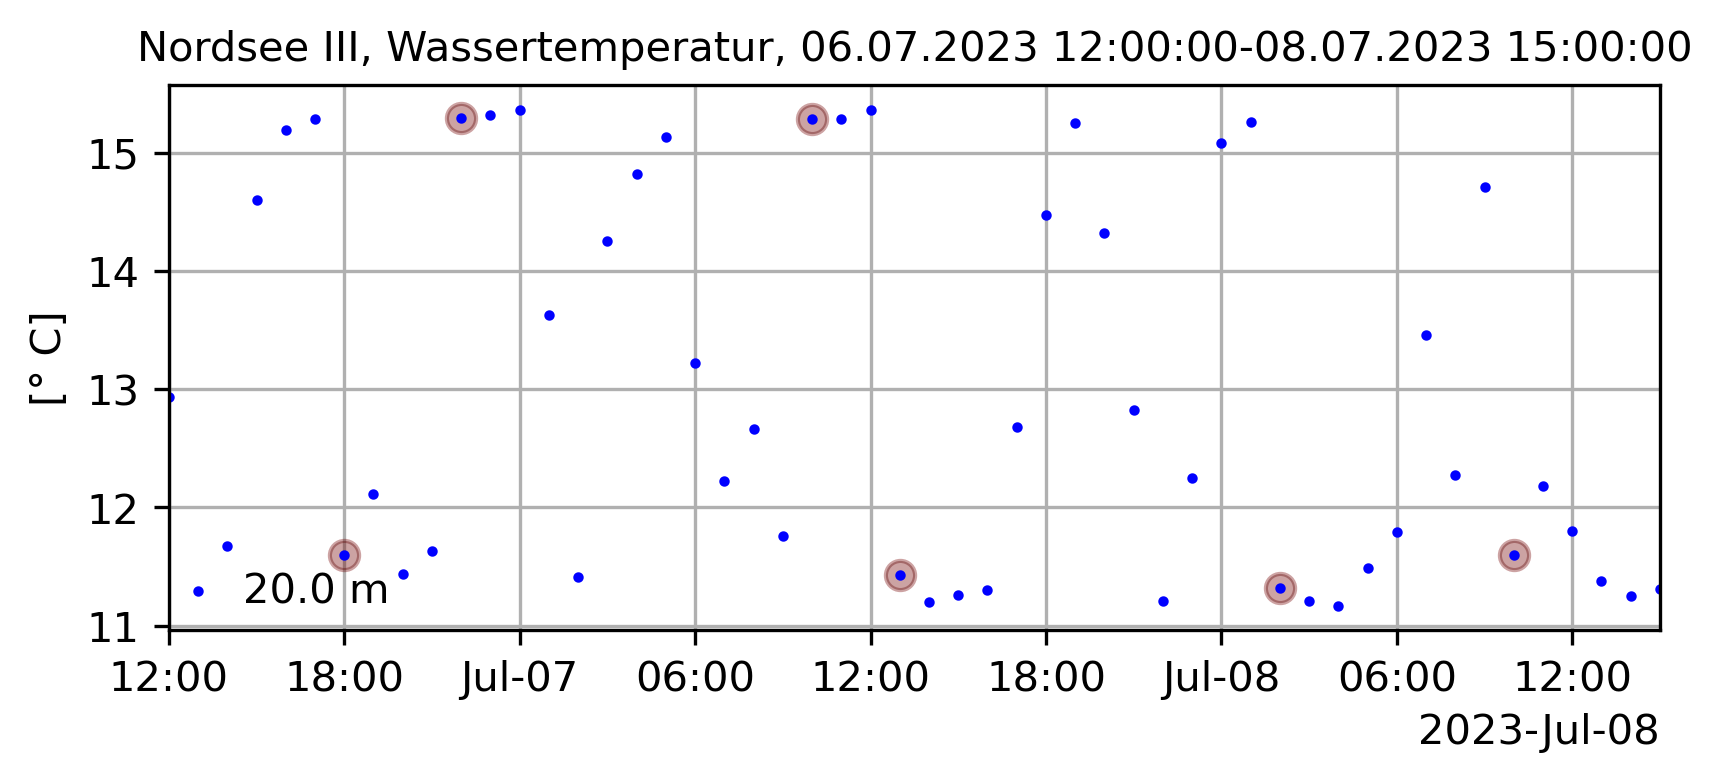 Nordsee III, Wassertemperatur, 06.07.2023 12:00:00-08.07.2023 15:00:00
[° C]
15
14
13
12
11
20.0 m
12:00 18:00 Jul-07 06:00 12:00 18:00 Jul-08 06:00 12:00
2023-Jul-08